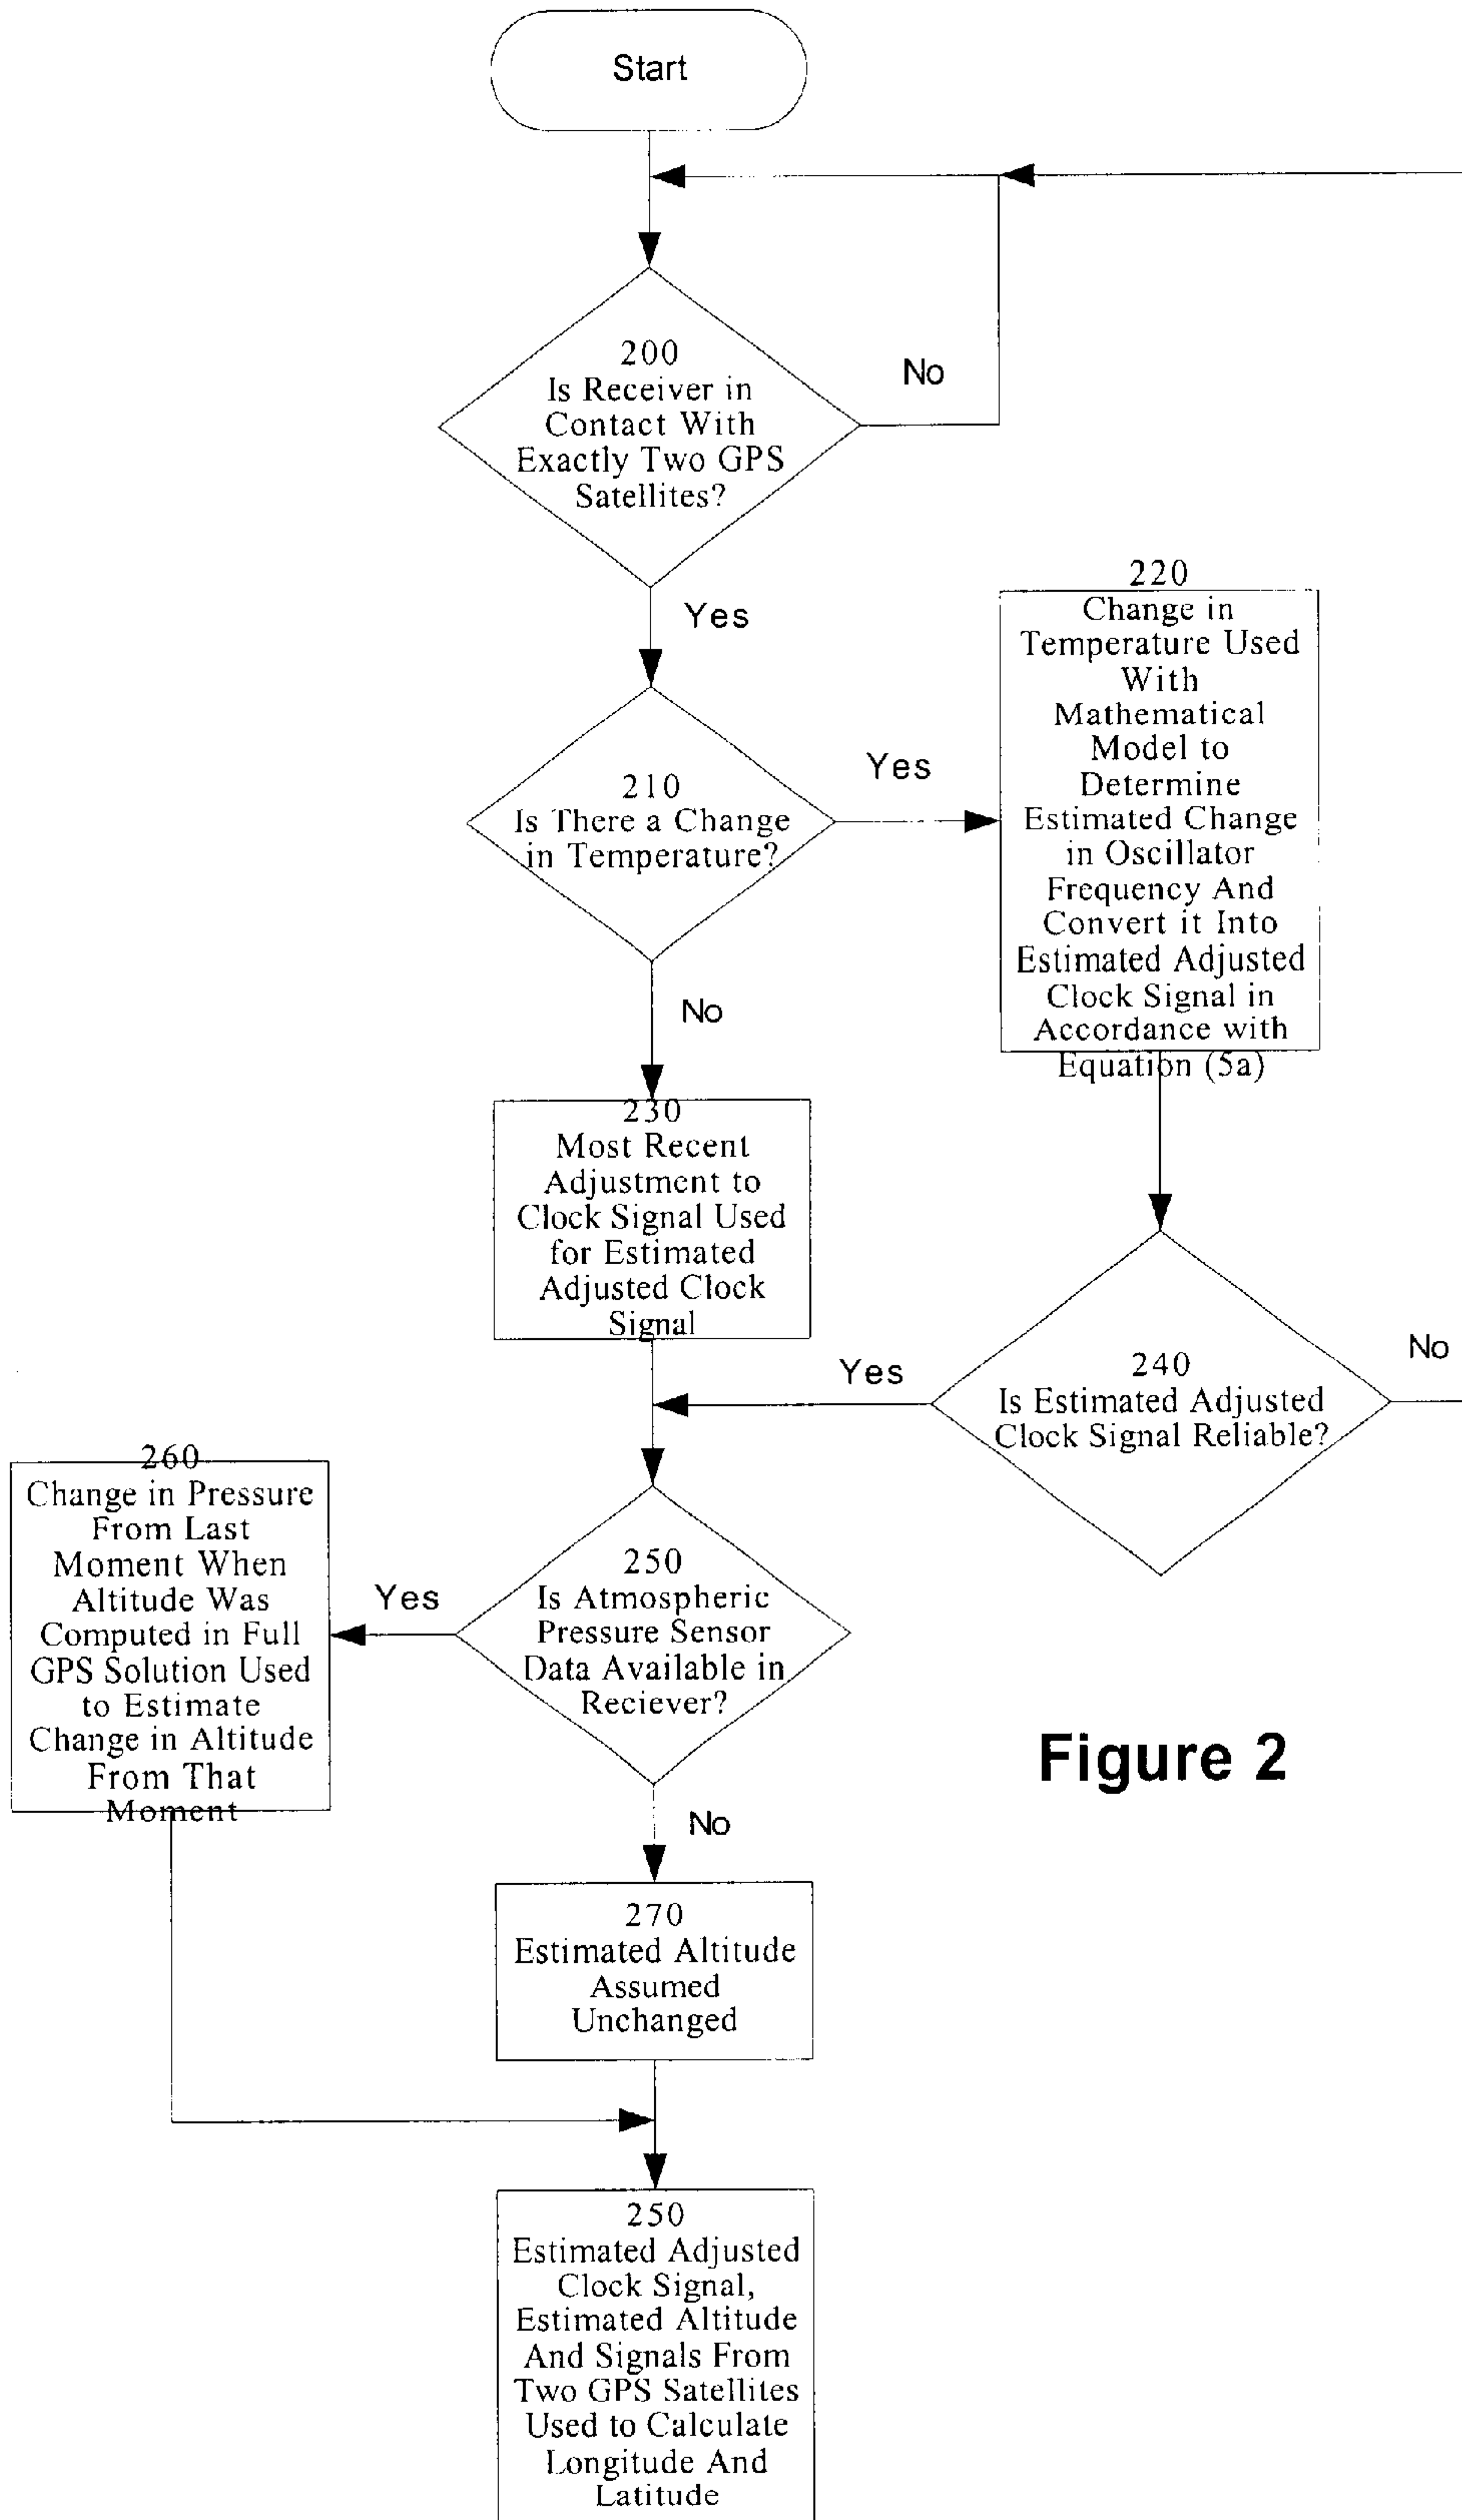 Start
200
Is Receiver in
Contact With
Exactly Two GPS
Satellites?
No
Yes
210
Is There a Change
in Temperature?
Yes
No
220
Change in
Temperature Used
With
Mathematical
Model to
Determine
Estimated Change
in Oscillator
Frequency And
Convert it Into
Estimated Adjusted
Clock Signal in
Accordance with
Equation (5a)
230
Most Recent
Adjustment to
Clock Signal Used
for Estimated
Adjusted Clock
Signal
240
Is Estimated Adjusted
Clock Signal Reliable?
Yes
No
250
Is Atmospheric
Pressure Sensor
Data Available in
Reciever?
Yes
No
260
Change in Pressure
From Last
Moment When
Altitude Was
Computed in Full
GPS Solution Used
to Estimate
Change in Altitude
From That
Moment
270
Estimated Altitude
Assumed
Unchanged
250
Estimated Adjusted
Clock Signal,
Estimated Altitude
And Signals From
Two GPS Satellites
Used to Calculate
Longitude And
Latitude
Figure 2